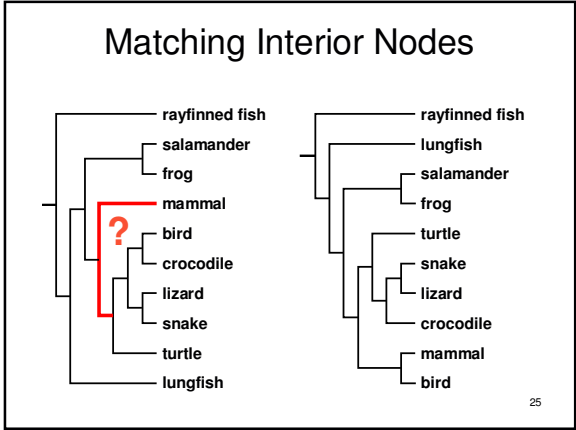 Matching Interior Nodes
rayfinned fish
salamander
frog
mammal
?
bird
crocodile
lizard
snake
turtle
lungfish
rayfinned fish
lungfish
salamander
frog
turtle
snake
lizard
crocodile
mammal
bird
25